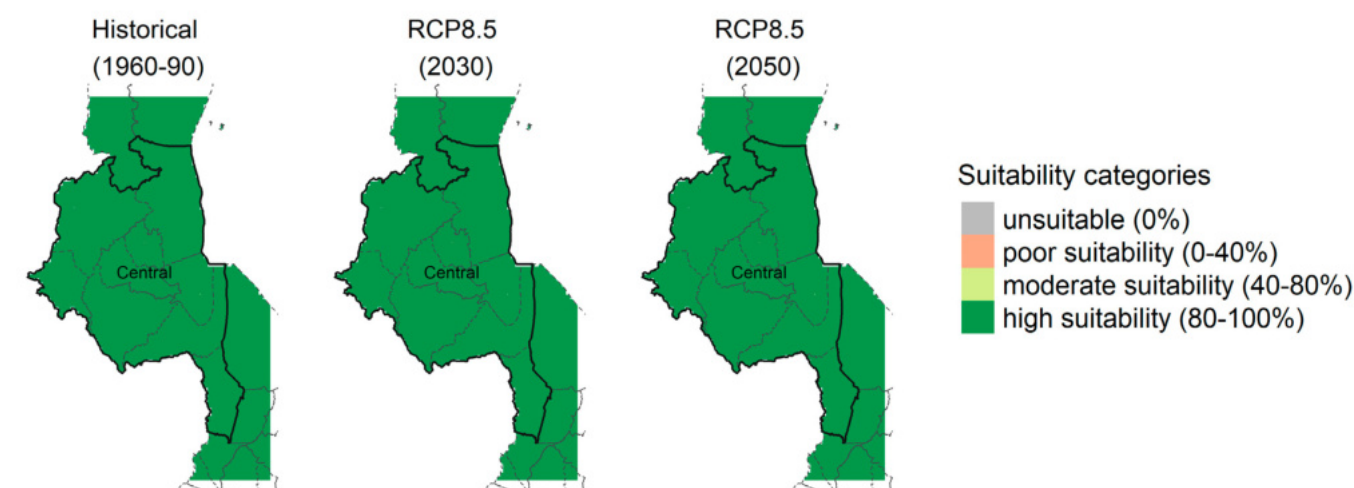 Historical
(1960-90)
RCP8.5
(2030)
RCP8.5
(2050)
Central
Central
Central
Suitability categories
unsuitable (0%)
poor suitability (0-40%)
moderate suitability (40-80%)
high suitability (80-100%)